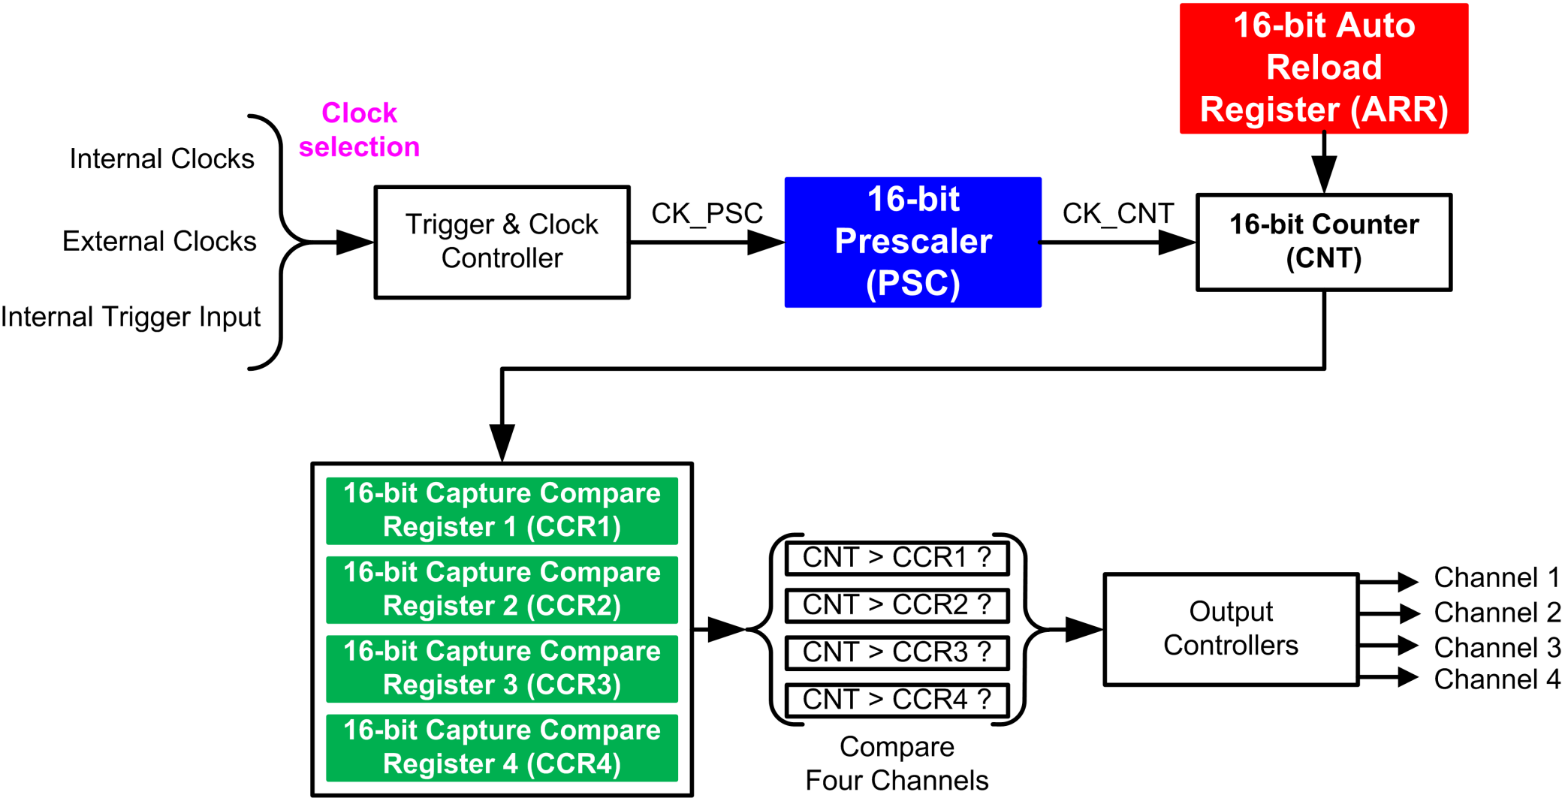 16-bit Auto
Reload
Register (ARR)
Clock
selection
Internal Clocks
External Clocks
Internal Trigger Input
Trigger & Clock
Controller
CK_PSC
16-bit
Prescaler
(PSC)
CK_CNT
16-bit Counter
(CNT)
16-bit Capture Compare
Register 1 (CCR1)
16-bit Capture Compare
Register 2 (CCR2)
16-bit Capture Compare
Register 3 (CCR3)
16-bit Capture Compare
Register 4 (CCR4)
CNT > CCR1 ?
CNT > CCR2 ?
CNT > CCR3 ?
CNT > CCR4 ?
Compare
Four Channels
Output
Controllers
Channel 1
Channel 2
Channel 3
Channel 4